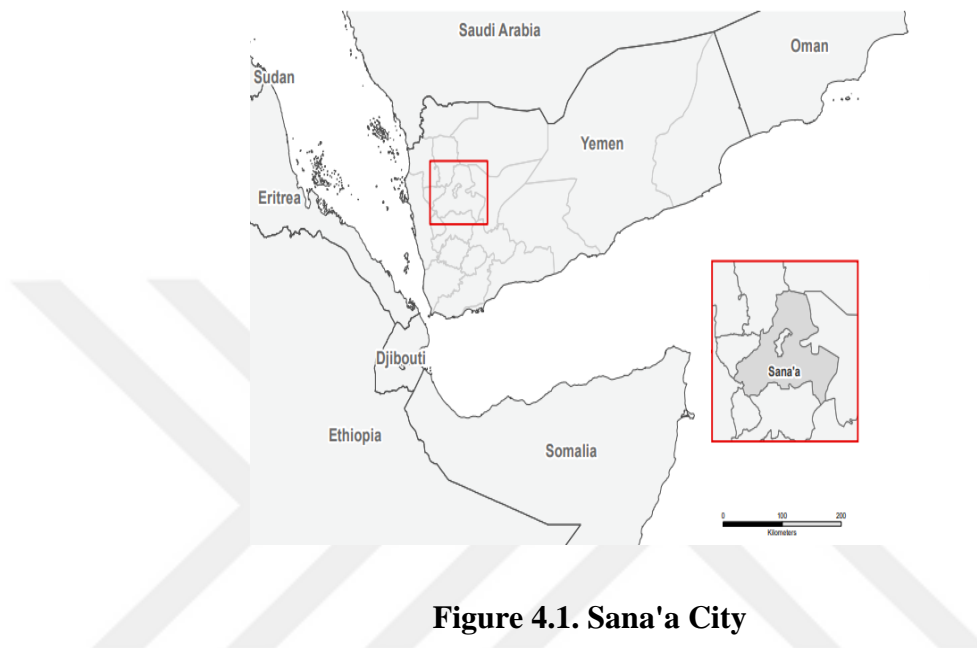 Saudi Arabia
Oman
Sudan
Yemen
Eritrea
Djibouti
Sana'a
Ethiopia
Somalia
0 100 200
Kilometers
Figure 4.1. Sana'a City